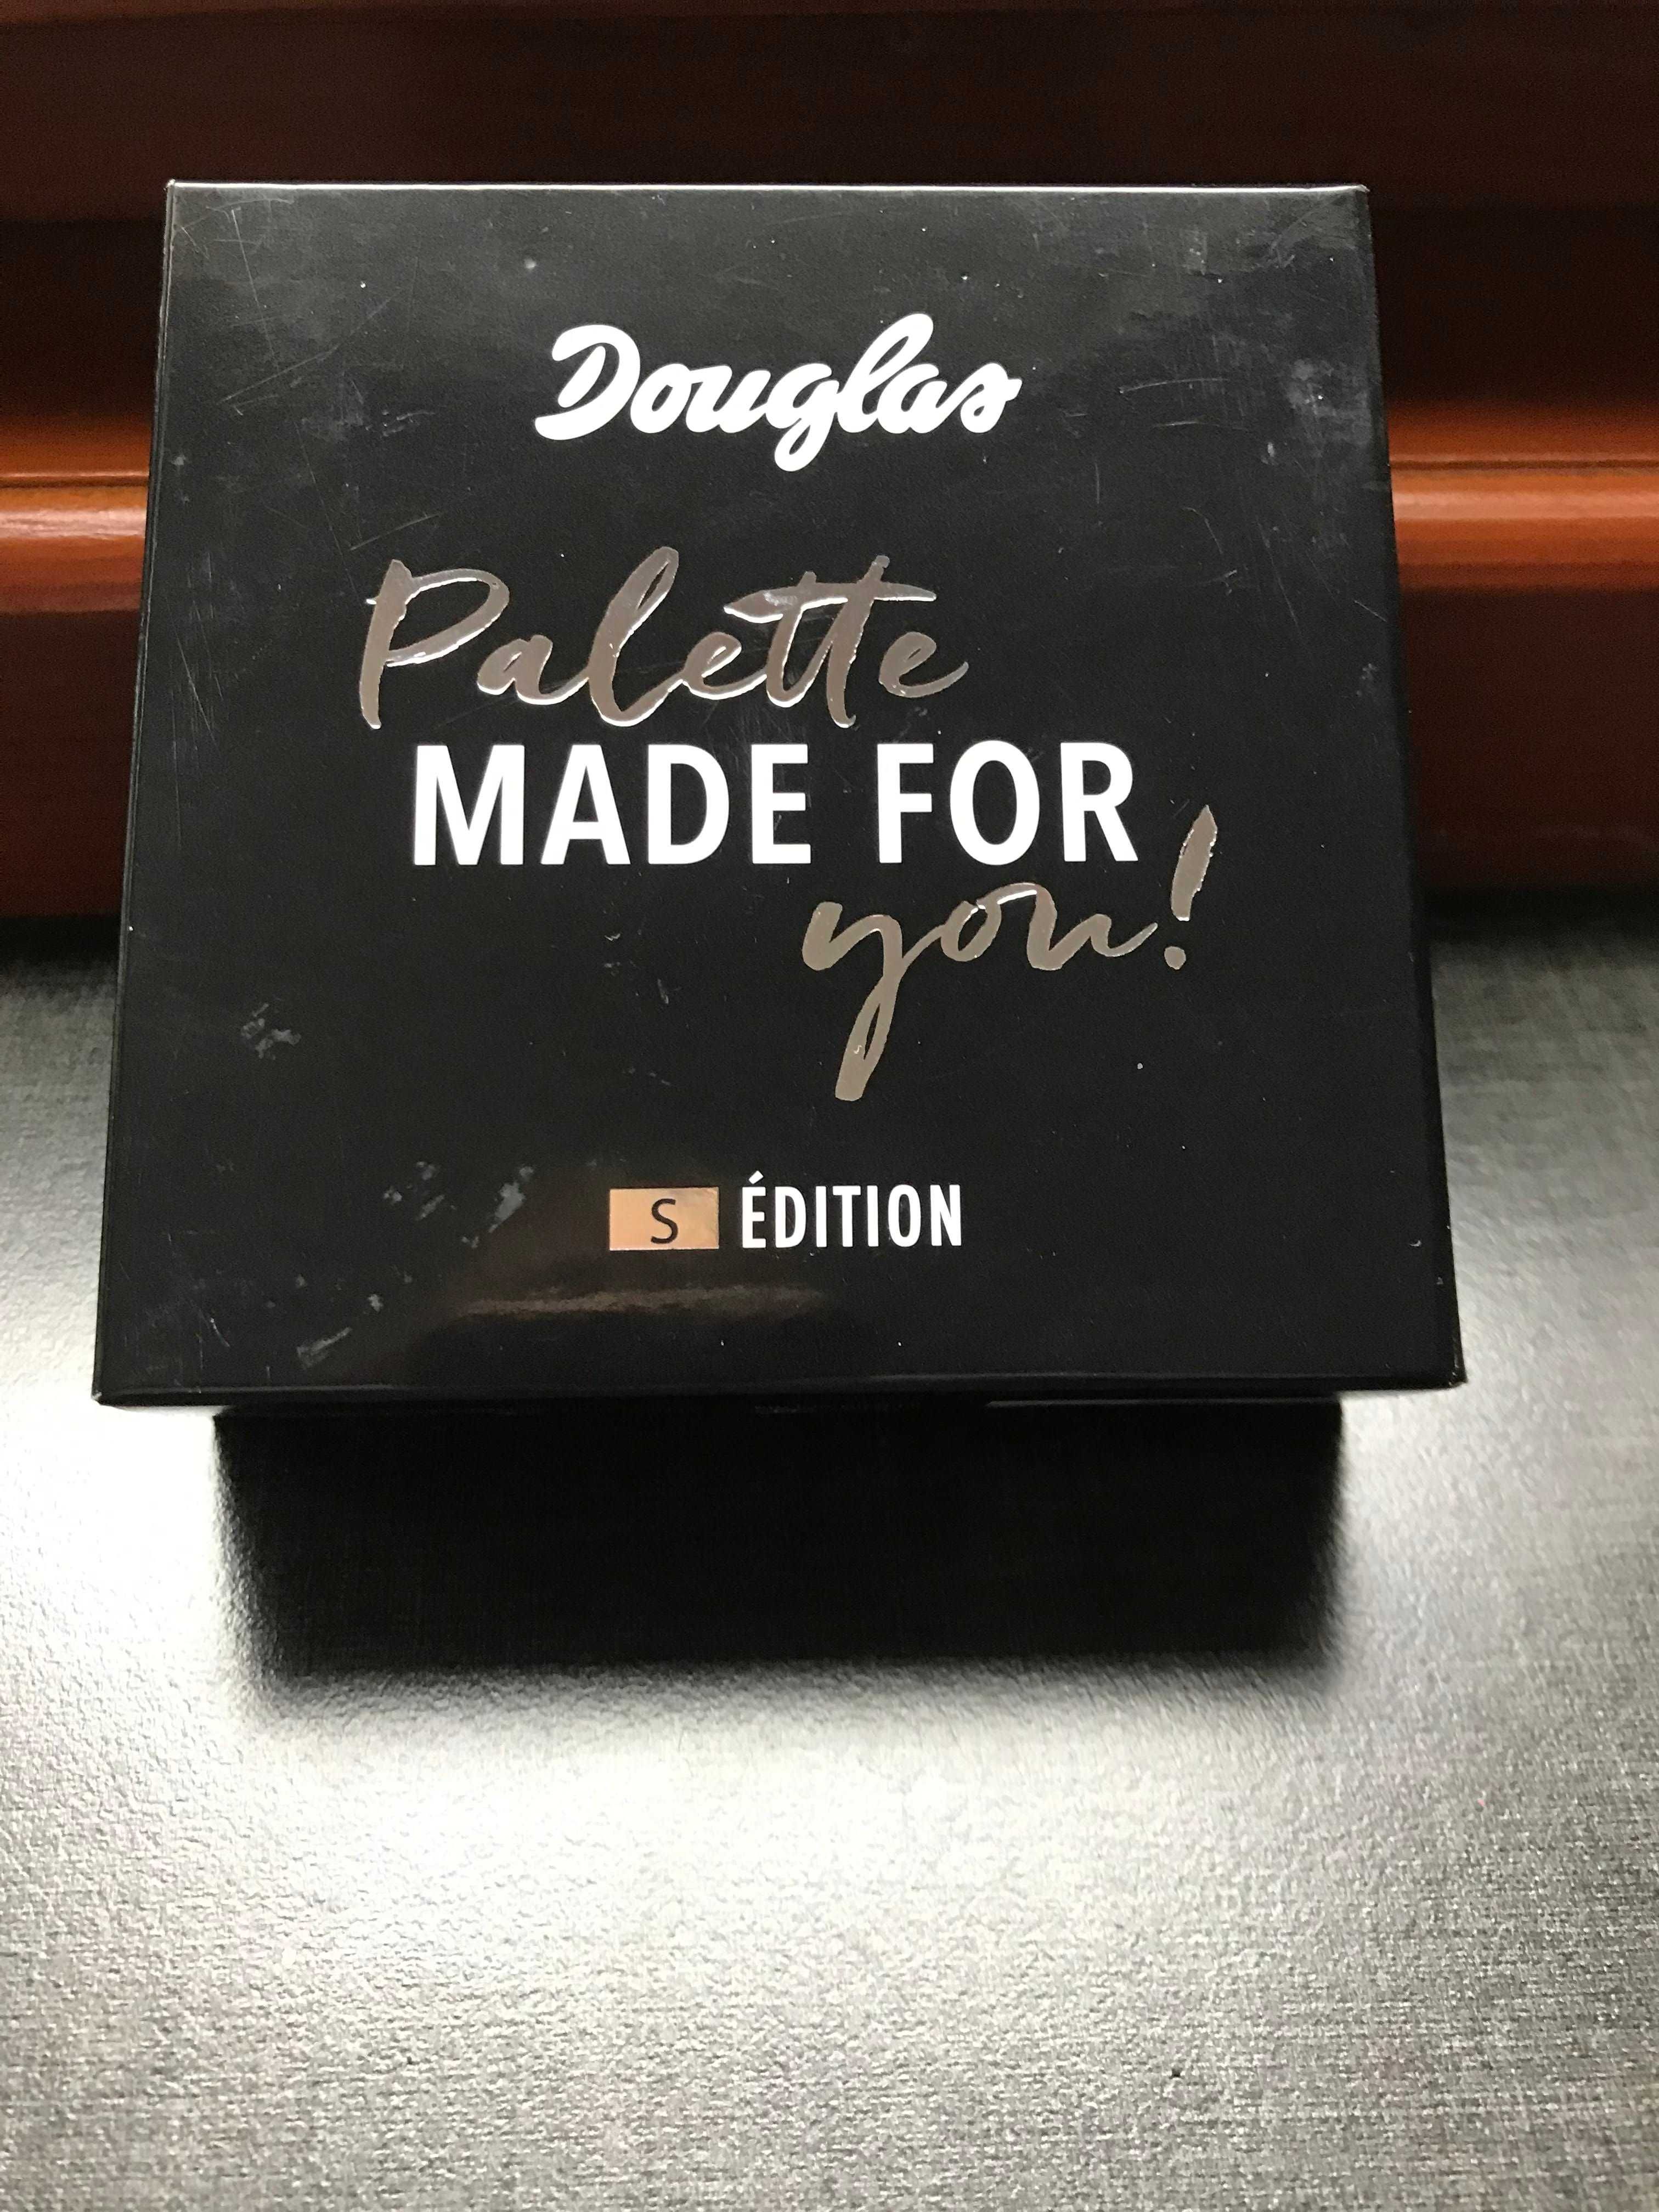 Douglas
Palette
MADE FOR
you!
S ÉDITION